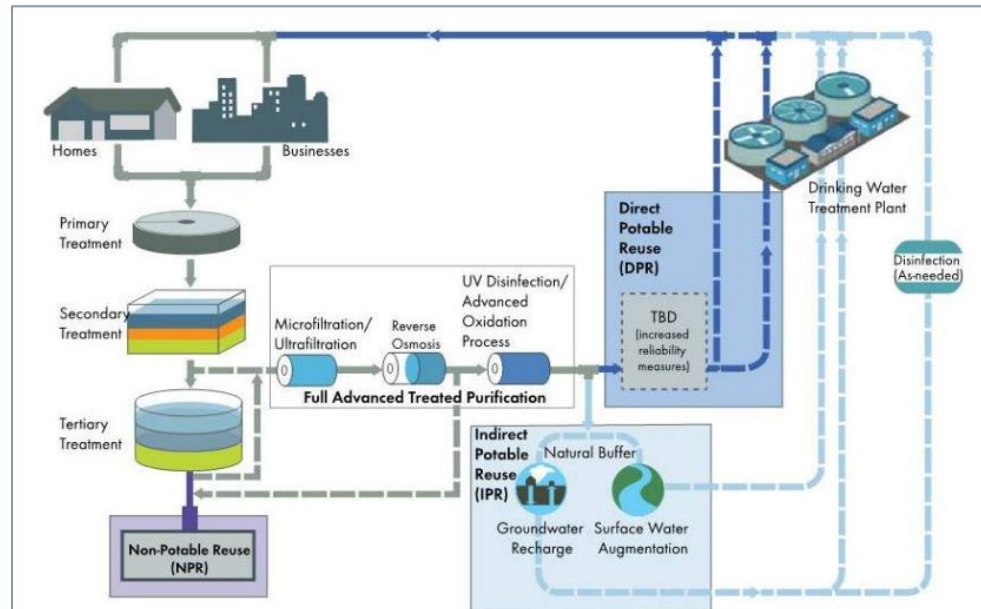 Homes
Businesses
Primary
Treatment
Secondary
Treatment
Tertiary
Treatment
Non-Potable Reuse
(NPR)
Microfiltration/
Ultrafiltration
Reverse
Osmosis
UV Disinfection/
Advanced
Oxidation
Process
Full Advanced Treated Purification
Direct
Potable
Reuse
(DPR)
TBD
(increased
reliability
measures)
Indirect
Potable
Reuse
(IPR)
Natural Buffer
Groundwater
Recharge
Surface Water
Augmentation
Drinking Water
Treatment Plant
Disinfection
(As-needed)